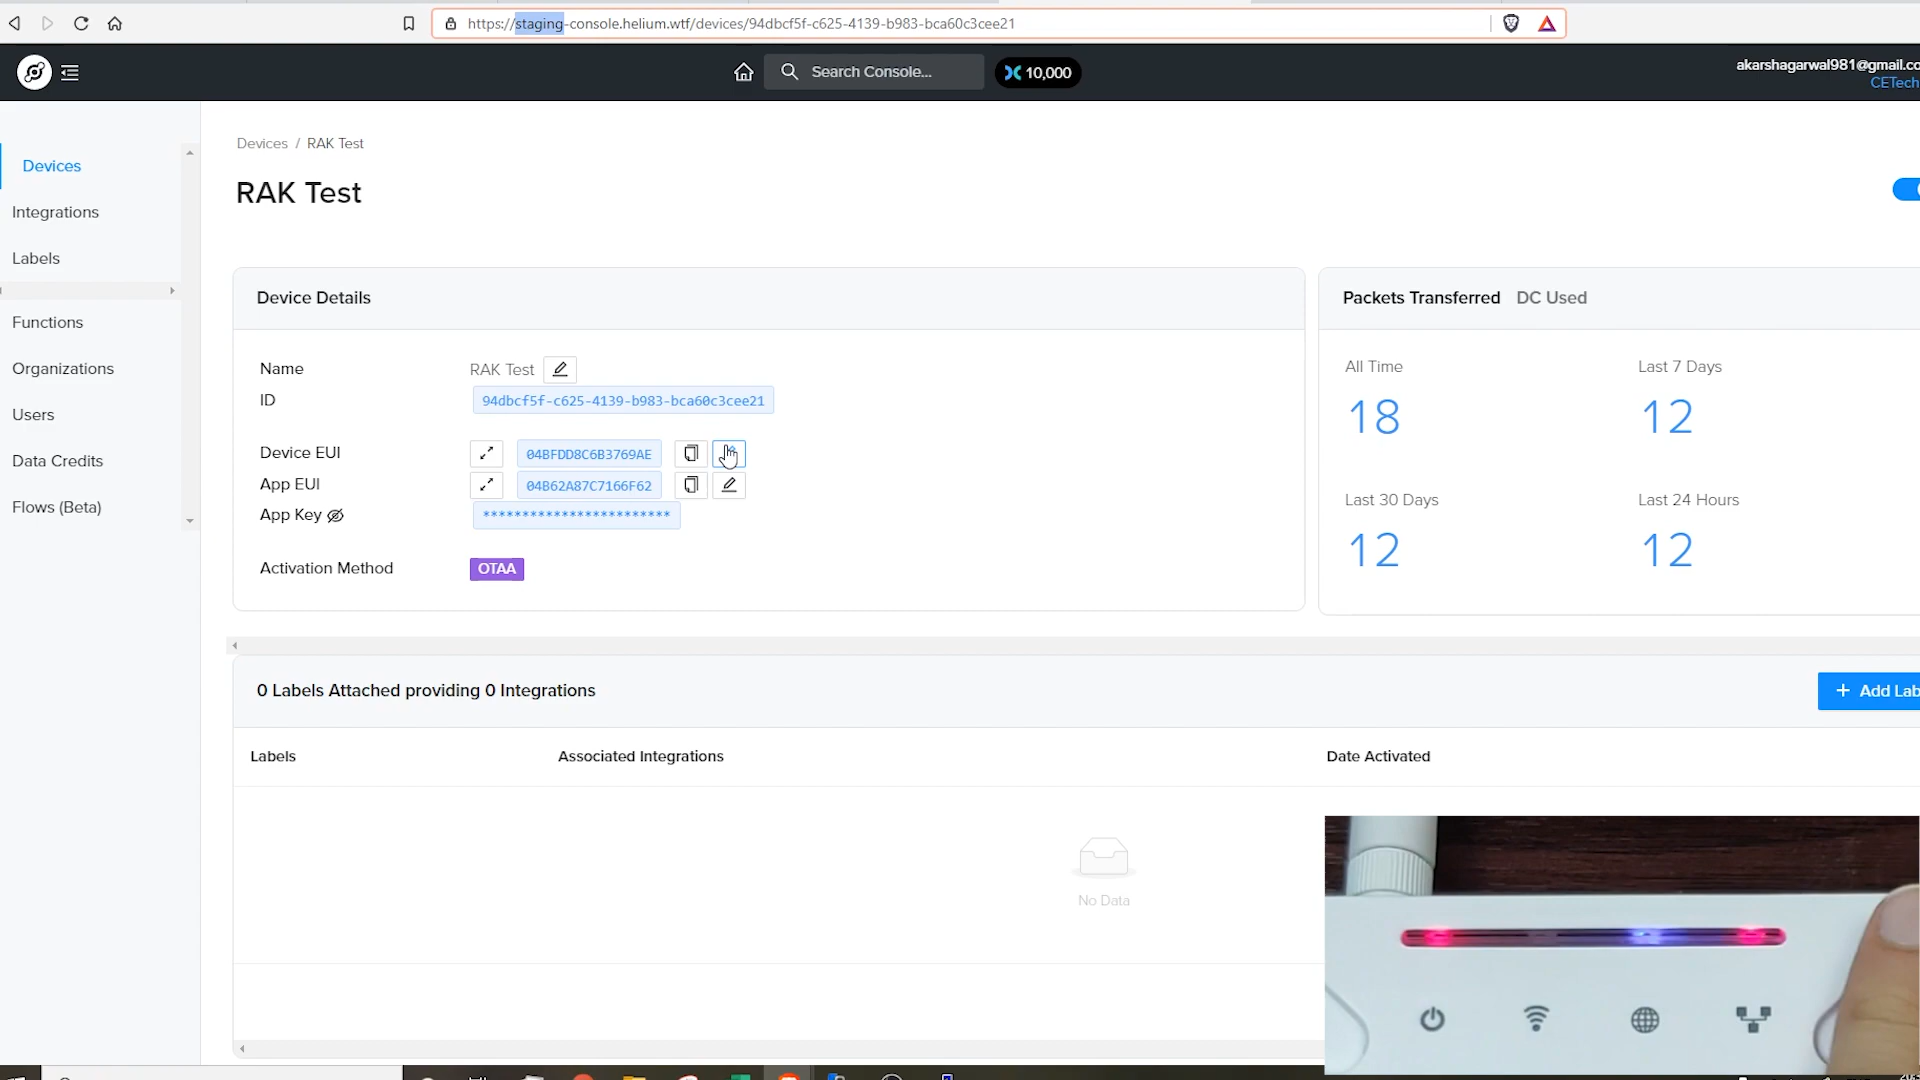 https://staging-console.helium.wtf/devices/94dbcf5f-c625-4139-b983-bca60c3cee21
Search Console...
10,000
akarshagarwal981@gmail.co
CETech
Devices
Integrations
Labels
Functions
Organizations
Users
Data Credits
Flows (Beta)
Devices / RAK Test
RAK Test
Device Details
Name RAK Test
ID 94dbcf5f-c625-4139-b983-bca60c3cee21
Device EUI 04BFDD8C6B3769AE
App EUI 04B62A87C7166F62
App Key ************************
Activation Method OTAA
Packets Transferred DC Used
All Time Last 7 Days
18 12
Last 30 Days Last 24 Hours
12 12
0 Labels Attached providing 0 Integrations
+ Add Lab
Labels Associated Integrations Date Activated
No Data